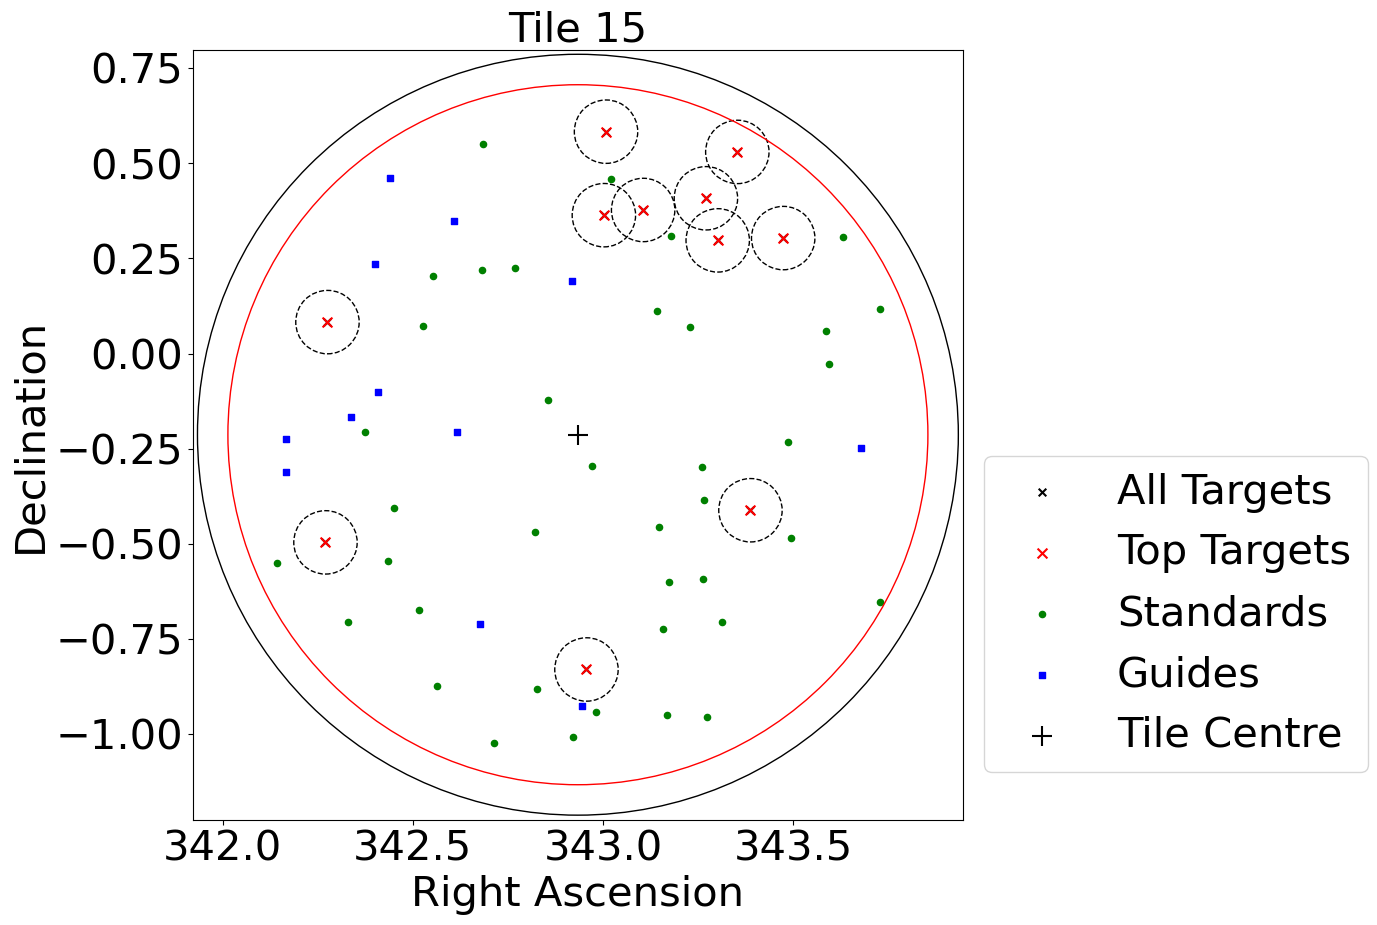 Tile 15
0.75
0.50
0.25
0.00
−0.25
−0.50
−0.75
−1.00
Declination
342.0 342.5 343.0 343.5
Right Ascension
All Targets
Top Targets
Standards
Guides
Tile Centre